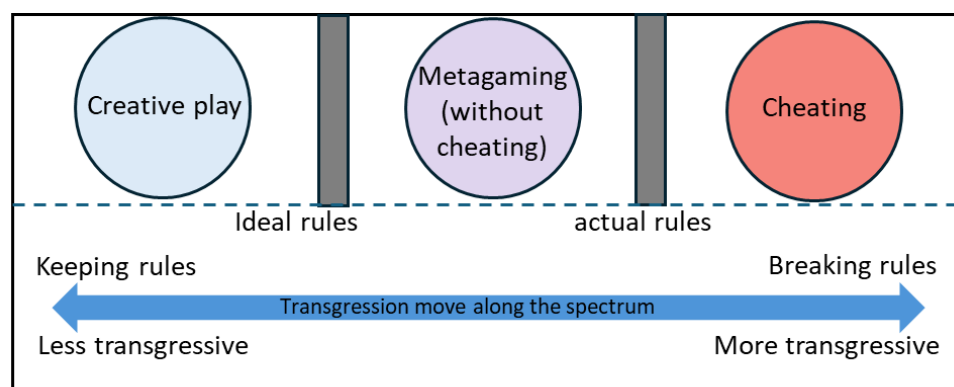 Creative play
Metagaming
(without
cheating)
Cheating
Ideal rules
actual rules
Keeping rules
Breaking rules
Transgression move along the spectrum
Less transgressive
More transgressive